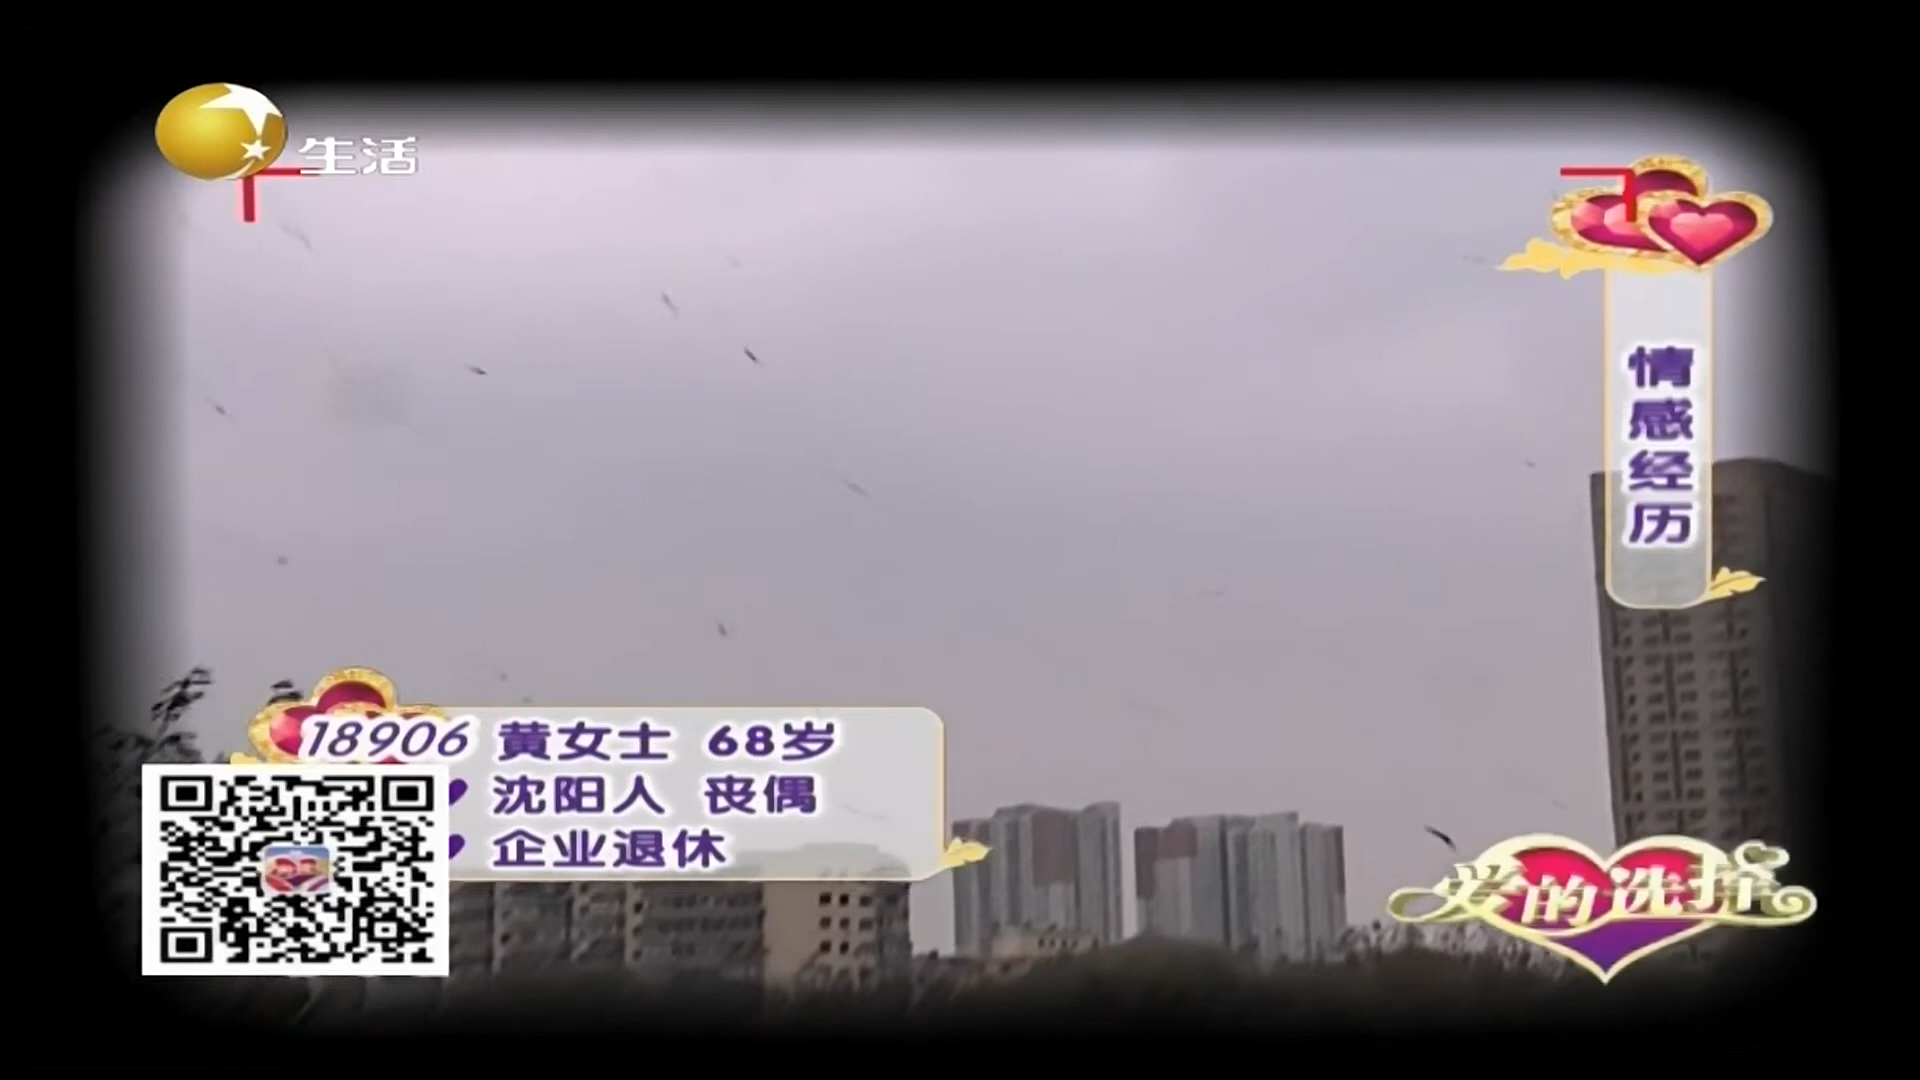 生活
情感经历
18906 黄女士 68岁
沈阳人 丧偶
企业退休
爱的选择